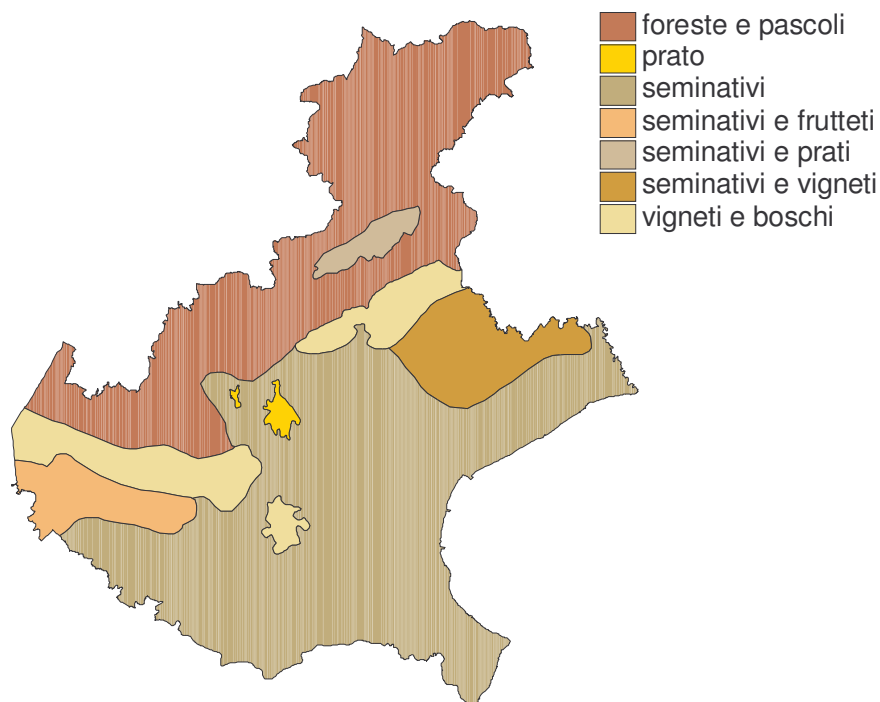 foreste e pascoli
prato
seminativi
seminativi e frutteti
seminativi e prati
seminativi e vigneti
vigneti e boschi